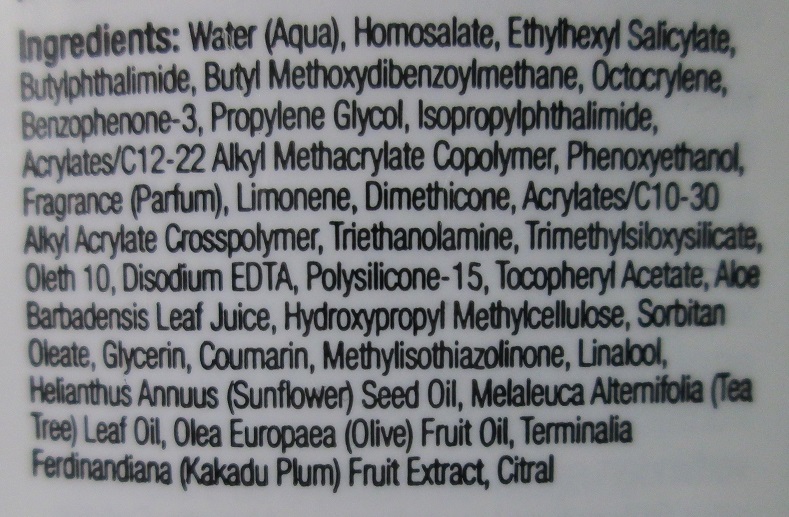 Ingredients: Water (Aqua), Homosalate, Ethylhexyl Salicylate,
Butylphthalimide, Butyl Methoxydibenzoylmethane, Octocrylene,
Benzophenone-3, Propylene Glycol, Isopropylphthalimide,
Acrylates/C12-22 Alkyl Methacrylate Copolymer, Phenoxyethanol,
Fragrance (Parfum), Limonene, Dimethicone, Acrylates/C10-30
Alkyl Acrylate Crosspolymer, Triethanolamine, Trimethylsiloxysilicate,
Oleth 10, Disodium EDTA, Polysilicone-15, Tocopheryl Acetate, Aloe
Barbadensis Leaf Juice, Hydroxypropyl Methylcellulose, Sorbitan
Oleate, Glycerin, Coumarin, Methylisothiazolinone, Linalool,
Helianthus Annuus (Sunflower) Seed Oil, Melaleuca Alternifolia (Tea
Tree) Leaf Oil, Olea Europaea (Olive) Fruit Oil, Terminalia
Ferdinandiana (Kakadu Plum) Fruit Extract, Citral